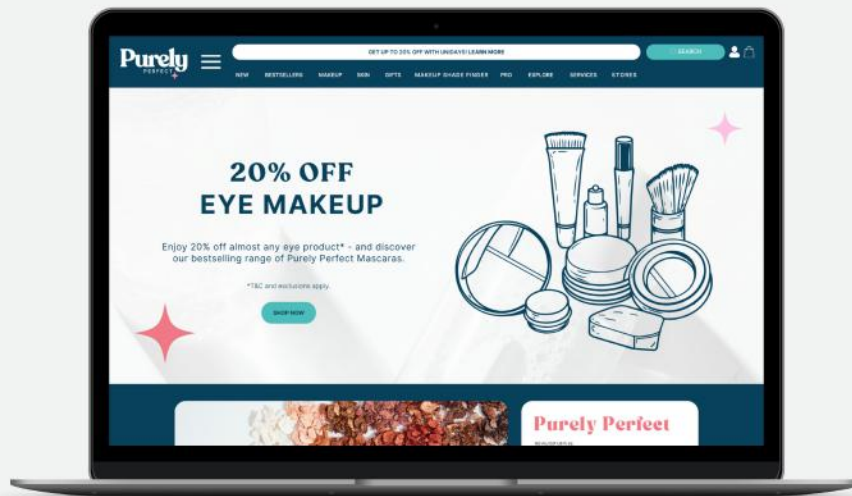 Purely
PERFECT
GET UP TO 20% OFF WITH UNIDAYS! LEARN MORE
SEARCH
NEW BESTSELLERS MAKEUP SKIN GIFTS MAKEUP SHADE FINDER PRO EXPLORE SERVICES STORES
20% OFF
EYE MAKEUP
Enjoy 20% off almost any eye product* - and discover
our bestselling range of Purely Perfect Mascaras.
*T&C and exclusions apply.
SHOP NOW
Purely Perfect